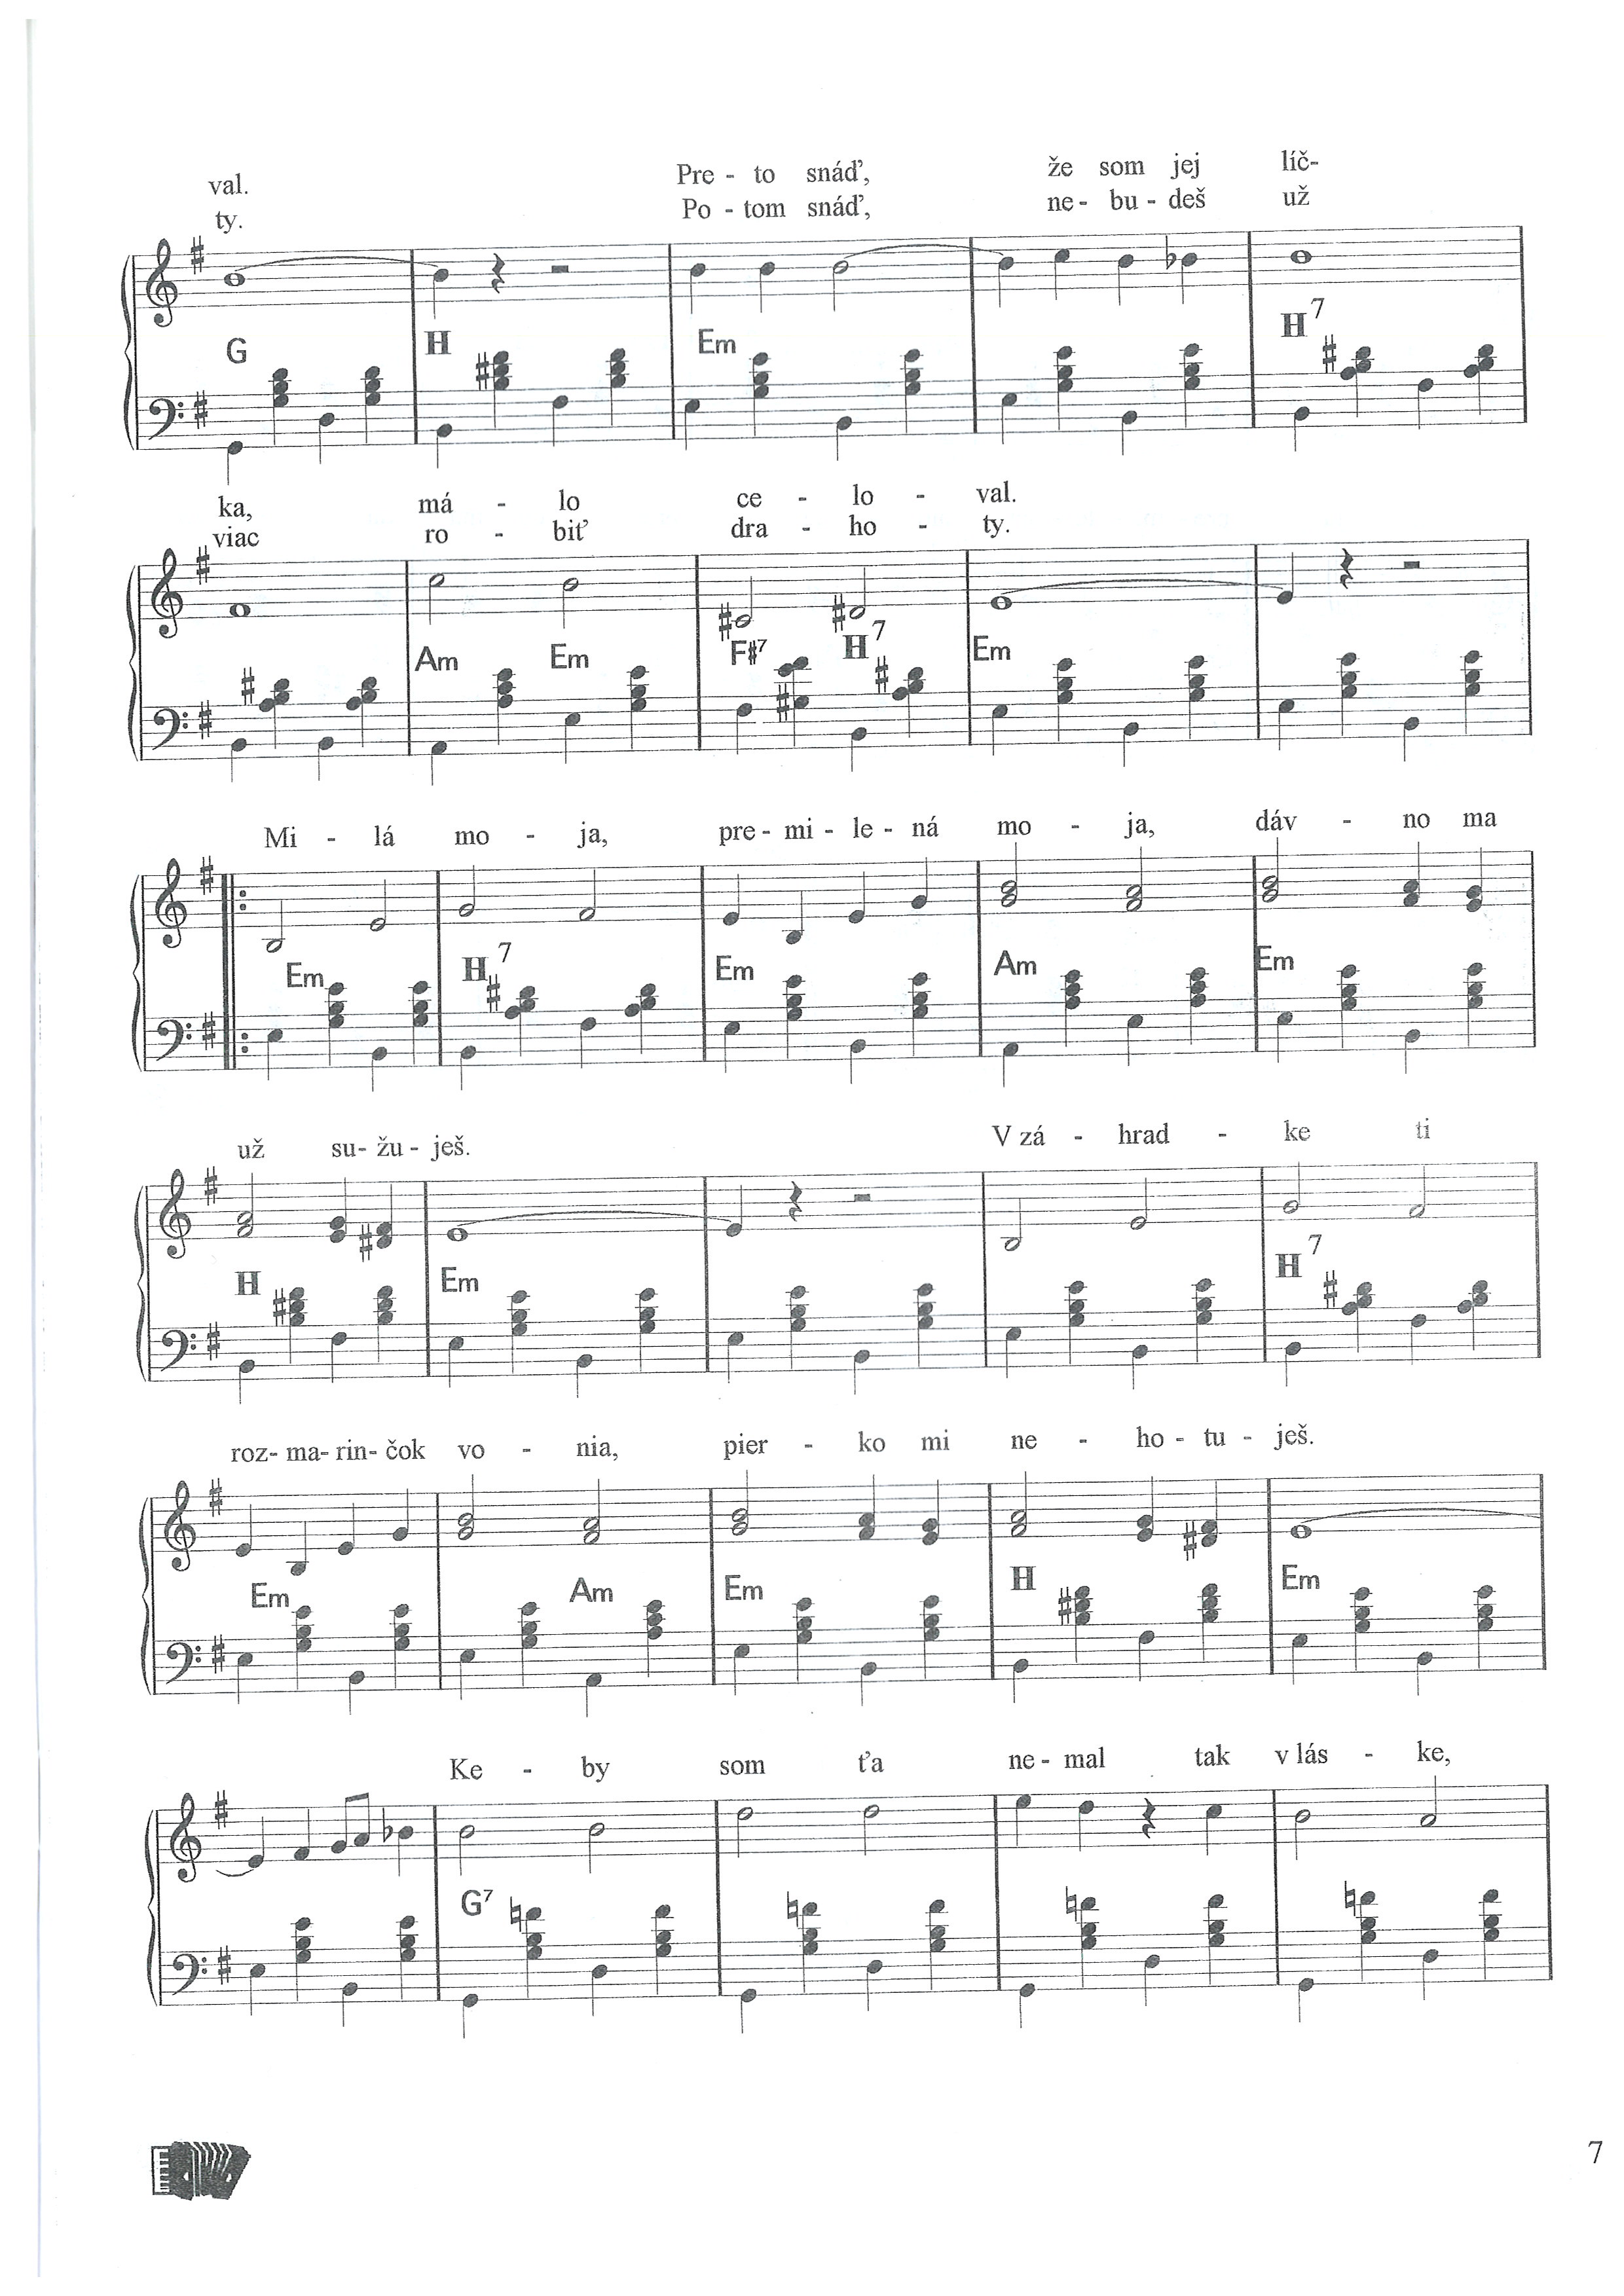 val. Pre - to snáď, že som jej líč-
ty. Po - tom snáď, ne - bu - deš už
G H Em H 7
ka, má - lo ce - lo - val.
viac ro - biť dra - ho - ty.
Am Em F#7 H 7 Em
Mi - lá mo - ja, pre - mi - le - ná mo - ja, dáv - no ma
Em H 7 Em Am Em
už su - žu - ješ. V zá - hrad - ke ti
H Em H 7
roz - ma - rin - čok vo - nia, pier - ko mi ne - ho - tu - ješ.
Em Am Em H Em
Ke - by som ťa ne - mal tak v lás - ke,
G7
7